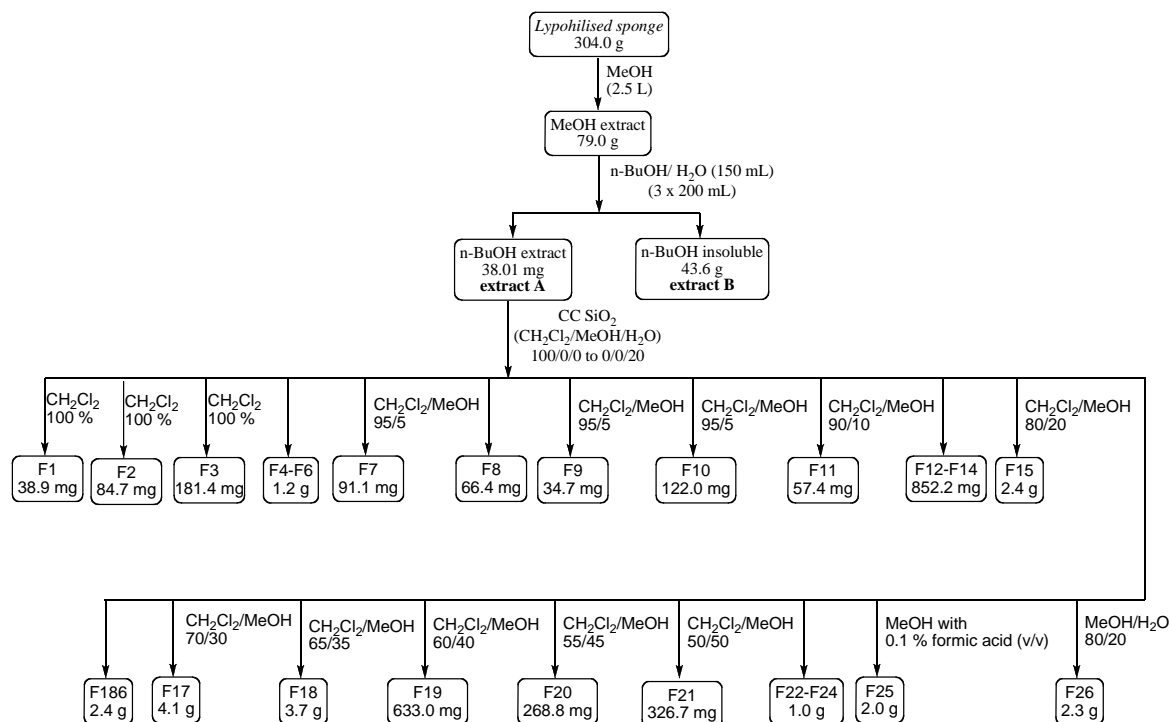 Lypohilised sponge
304.0 g
MeOH
(2.5 L)
MeOH extract
79.0 g
n-BuOH/ H₂O (150 mL)
(3 x 200 mL)
n-BuOH extract
38.01 mg
extract A
n-BuOH insoluble
43.6 g
extract B
CC SiO₂
(CH₂Cl₂/MeOH/H₂O)
100/0/0 to 0/0/20
CH₂Cl₂
100 %
CH₂Cl₂
100 %
CH₂Cl₂
100 %
CH₂Cl₂/MeOH
95/5
CH₂Cl₂/MeOH
95/5
CH₂Cl₂/MeOH
95/5
CH₂Cl₂/MeOH
90/10
CH₂Cl₂/MeOH
80/20
F1
38.9 mg
F2
84.7 mg
F3
181.4 mg
F4-F6
1.2 g
F7
91.1 mg
F8
66.4 mg
F9
34.7 mg
F10
122.0 mg
F11
57.4 mg
F12-F14
852.2 mg
F15
2.4 g
CH₂Cl₂/MeOH
70/30
CH₂Cl₂/MeOH
65/35
CH₂Cl₂/MeOH
60/40
CH₂Cl₂/MeOH
55/45
CH₂Cl₂/MeOH
50/50
MeOH with
0.1 % formic acid (v/v)
MeOH/H₂O
80/20
F186
2.4 g
F17
4.1 g
F18
3.7 g
F19
633.0 mg
F20
268.8 mg
F21
326.7 mg
F22-F24
1.0 g
F25
2.0 g
F26
2.3 g